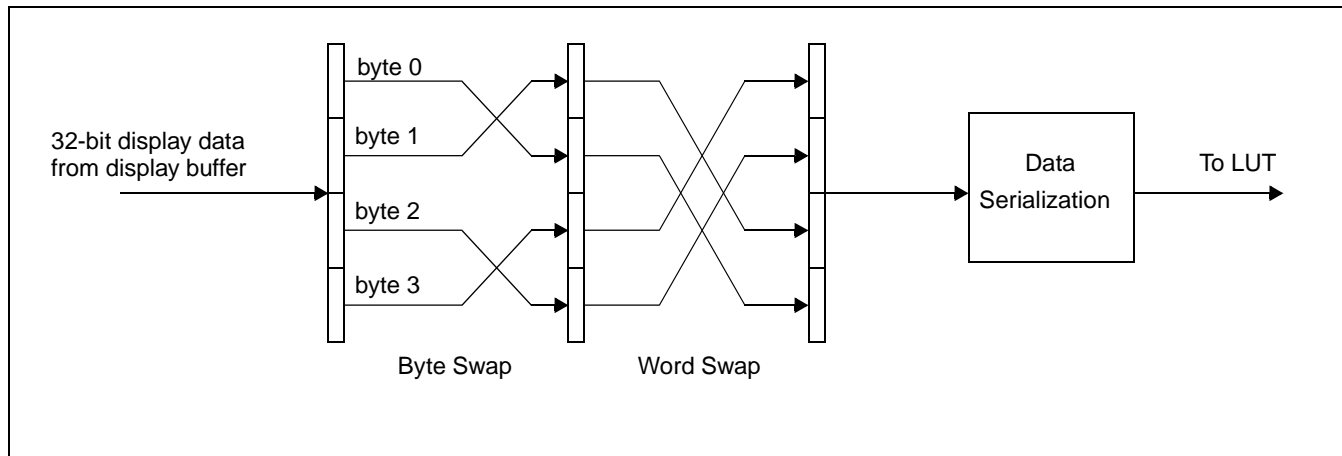 byte 0
32-bit display data
from display buffer
byte 1
Data
Serialization
To LUT
byte 2
byte 3
Byte Swap
Word Swap